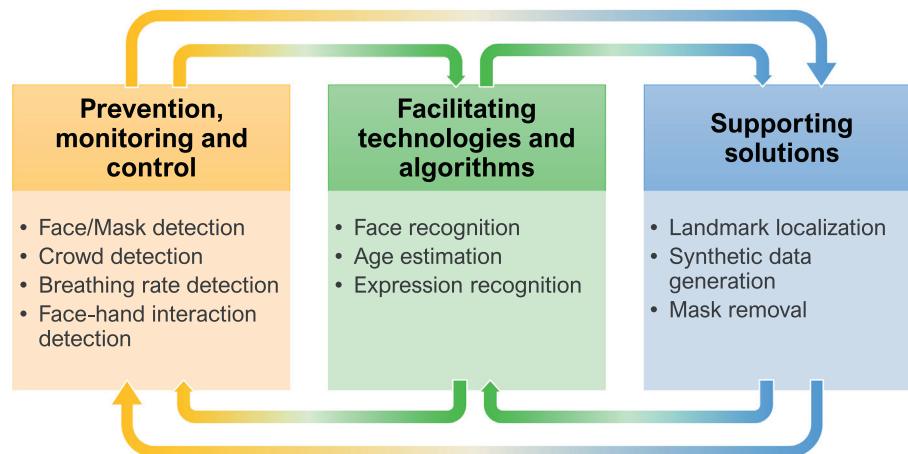 Prevention,
monitoring and
control
• Face/Mask detection
• Crowd detection
• Breathing rate detection
• Face-hand interaction
detection
Facilitating
technologies and
algorithms
• Face recognition
• Age estimation
• Expression recognition
Supporting
solutions
• Landmark localization
• Synthetic data
generation
• Mask removal